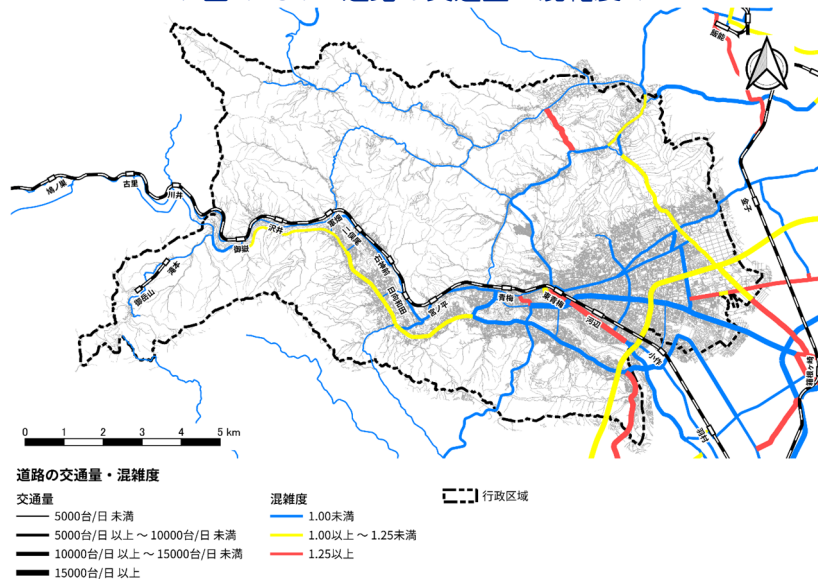 飯能
鳩ノ巣
古里
川井
御嶽
沢井
軍畑
二俣尾
石神前
日向和田
宮ノ平
青梅
東青梅
河辺
小作
羽村
金子
箱根ヶ崎
滝本
御岳山
0 1 2 3 4 5 km
道路の交通量・混雑度
交通量
5000台/日 未満
5000台/日 以上 ～ 10000台/日 未満
10000台/日 以上 ～ 15000台/日 未満
15000台/日 以上
混雑度
1.00未満
1.00以上 ～ 1.25未満
1.25以上
行政区域